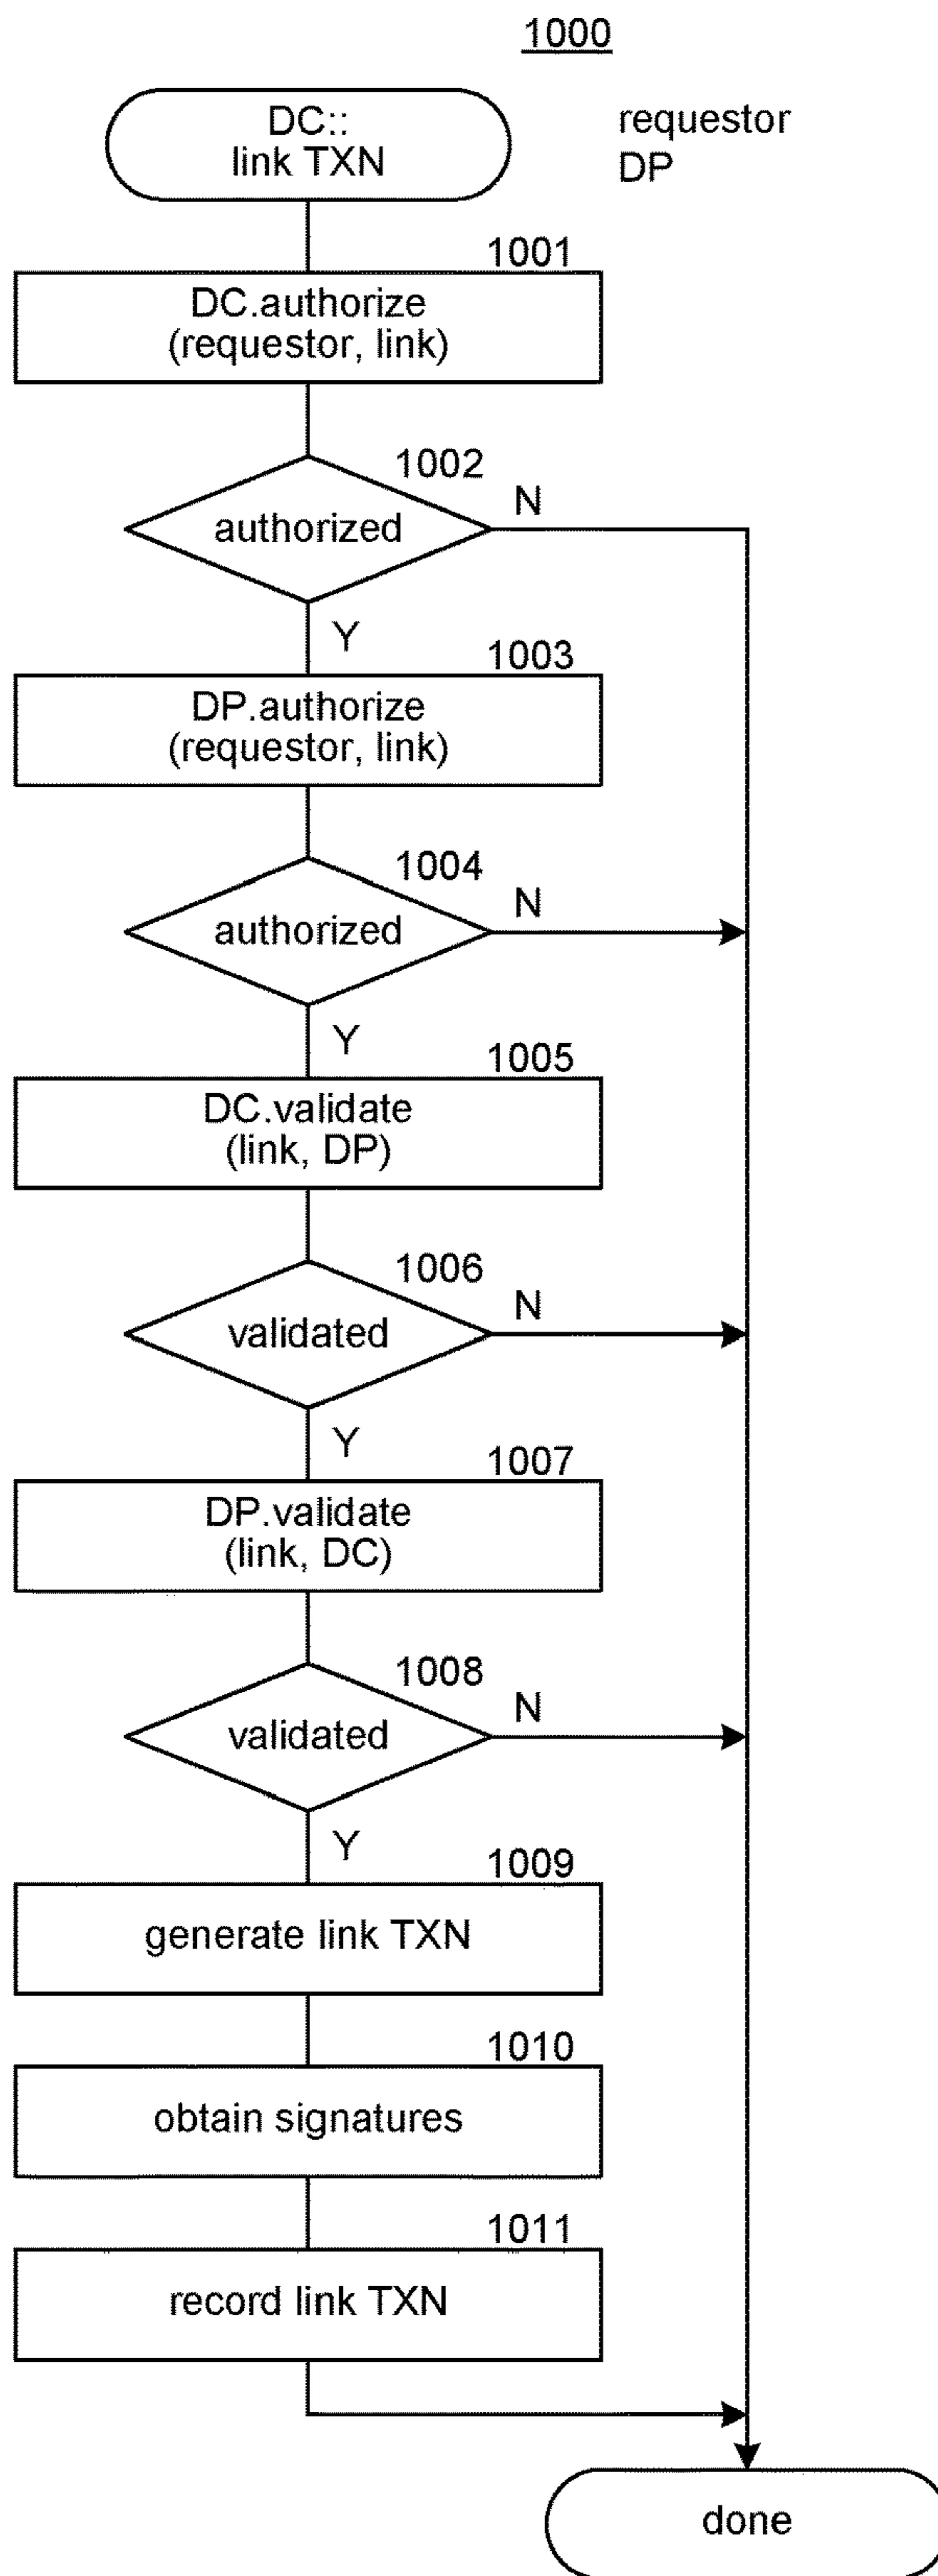 1000
DC::
link TXN
requestor
DP
1001
DC.authorize
(requestor, link)
1002
authorized
N
Y
1003
DP.authorize
(requestor, link)
1004
authorized
N
Y
1005
DC.validate
(link, DP)
1006
validated
N
Y
1007
DP.validate
(link, DC)
1008
validated
N
Y
1009
generate link TXN
1010
obtain signatures
1011
record link TXN
done